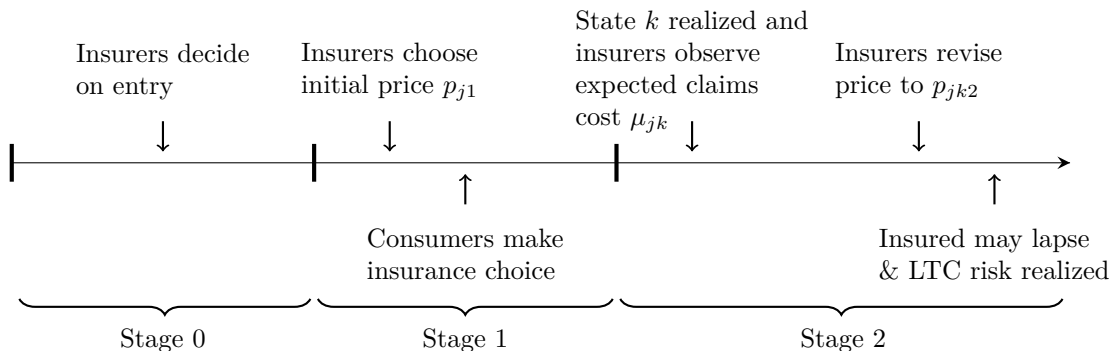 Insurers decide
on entry
Insurers choose
initial price p_{j1}
State k realized and
insurers observe
expected claims
cost μ_{jk}
Insurers revise
price to p_{jk2}
Consumers make
insurance choice
Insured may lapse
& LTC risk realized
Stage 0
Stage 1
Stage 2